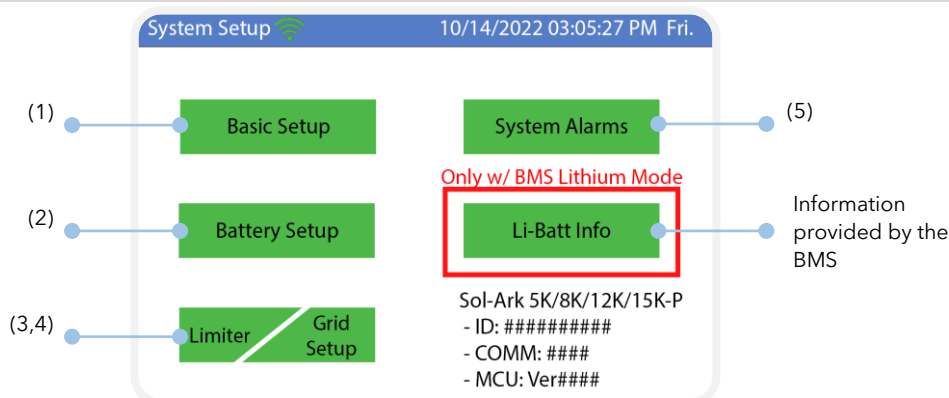 System Setup 10/14/2022 03:05:27 PM Fri.
(1)
Basic Setup
System Alarms
(5)
Only w/ BMS Lithium Mode
(2)
Battery Setup
Li-Batt Info
Information
provided by the
BMS
(3,4)
Limiter
Grid
Setup
Sol-Ark 5K/8K/12K/15K-P
- ID: ##########
- COMM: ####
- MCU: Ver####